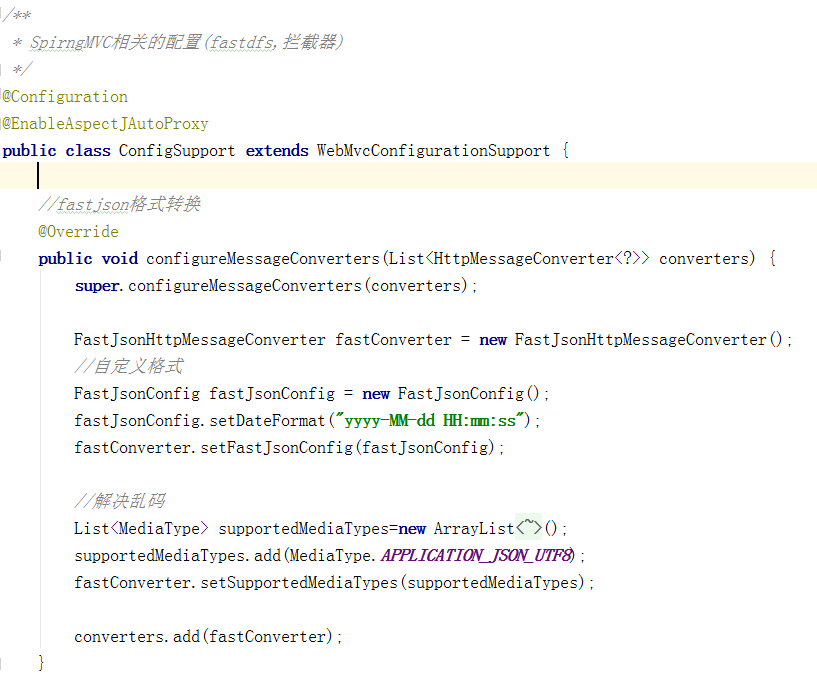 /**
 * SpirngMVC相关的配置(fastdfs,拦截器)
 */
@Configuration
@EnableAspectJAutoProxy
public class ConfigSupport extends WebMvcConfigurationSupport {
//fastjson格式转换
@Override
public void configureMessageConverters(List<HttpMessageConverter<?>> converters) {
super.configureMessageConverters(converters);
FastJsonHttpMessageConverter fastConverter = new FastJsonHttpMessageConverter();
//自定义格式
FastJsonConfig fastJsonConfig = new FastJsonConfig();
fastJsonConfig.setDateFormat("yyyy-MM-dd HH:mm:ss");
fastConverter.setFastJsonConfig(fastJsonConfig);
//解决乱码
List<MediaType> supportedMediaTypes=new ArrayList<~>();
supportedMediaTypes.add(MediaType.APPLICATION_JSON_UTF8);
fastConverter.setSupportedMediaTypes(supportedMediaTypes);
converters.add(fastConverter);
}